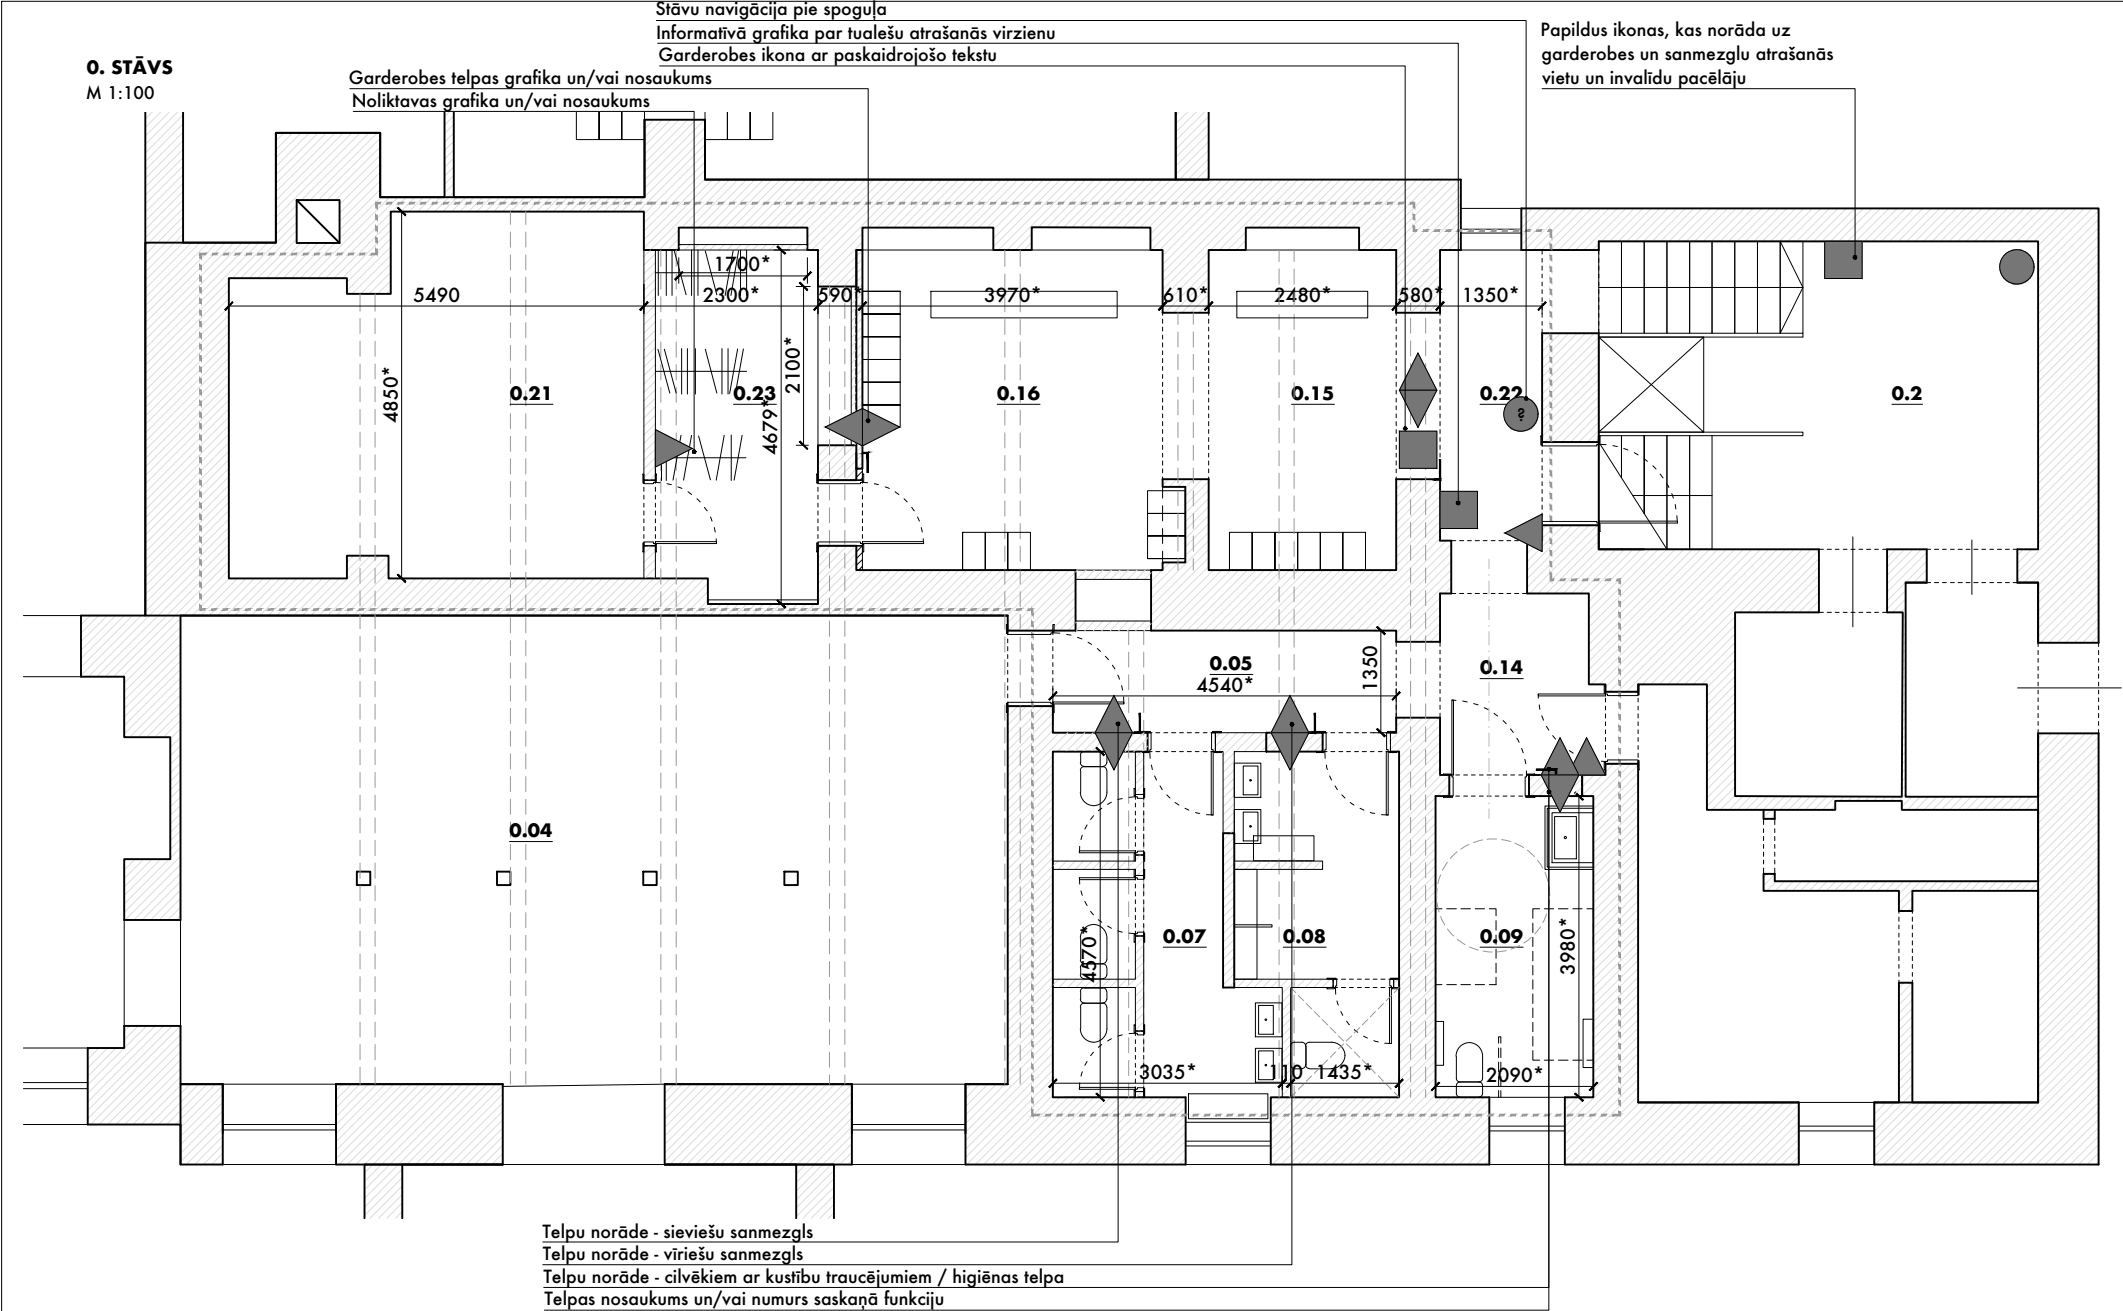 Stāvu navigācija pie spoguļa
Informatīvā grafika par tualešu atrašanās virzienu
Garderobes ikona ar paskaidrojošo tekstu
Papildus ikonas, kas norāda uz
garderobes un sanmezglu atrašanās
vietu un invalīdu pacēlāju
0. STĀVS
M 1:100
Garderobes telpas grafika un/vai nosaukums
Noliktavas grafika un/vai nosaukums
1700*
5490
2300*
590*
3970*
610*
2480*
580*
1350*
4850*
2100*
4679*
0.21
0.23
0.16
0.15
0.22
0.2
?
0.05
4540*
1350
0.14
0.04
0.07
0.08
0.09
4570*
3980*
3035*
110
1435*
2090*
Telpu norāde - sieviešu sanmezgls
Telpu norāde - vīriešu sanmezgls
Telpu norāde - cilvēkiem ar kustību traucējumiem / higiēnas telpa
Telpas nosaukums un/vai numurs saskaņā funkciju